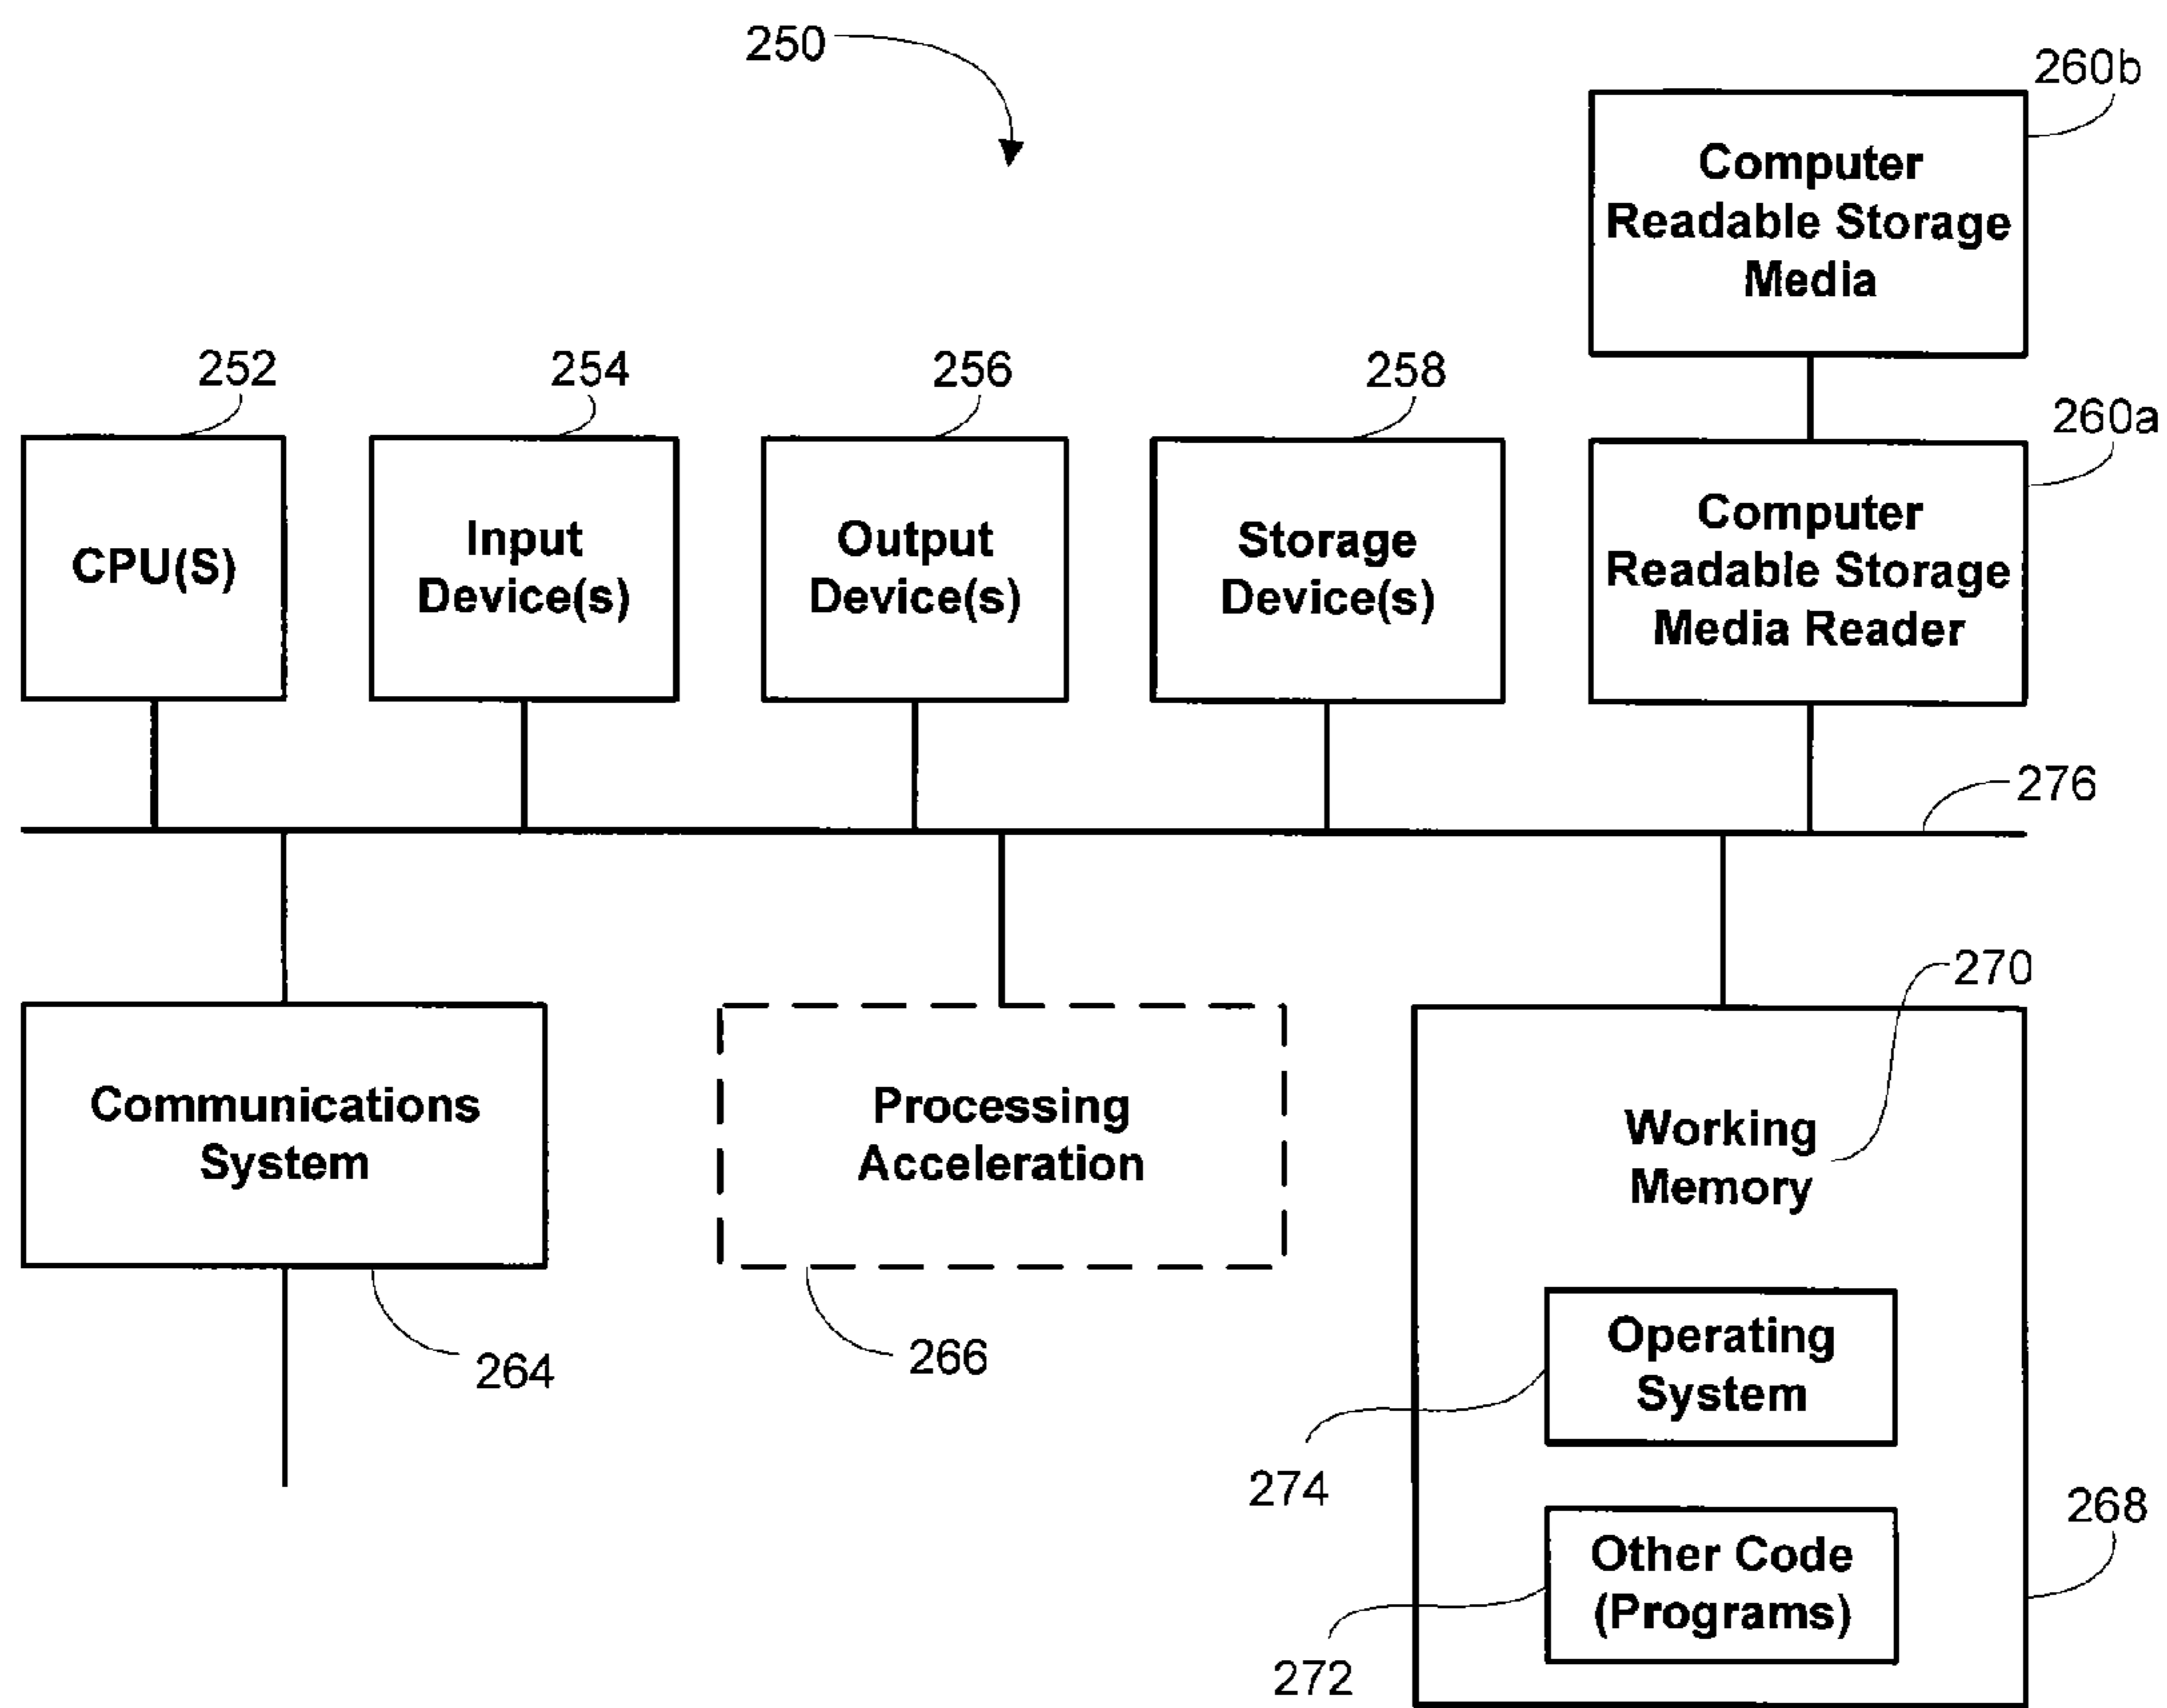 250
260b
Computer
Readable Storage
Media
252
254
256
258
260a
CPU(S)
Input
Device(s)
Output
Device(s)
Storage
Device(s)
Computer
Readable Storage
Media Reader
276
270
Communications
System
Processing
Acceleration
Working
Memory
264
266
Operating
System
274
268
Other Code
(Programs)
272